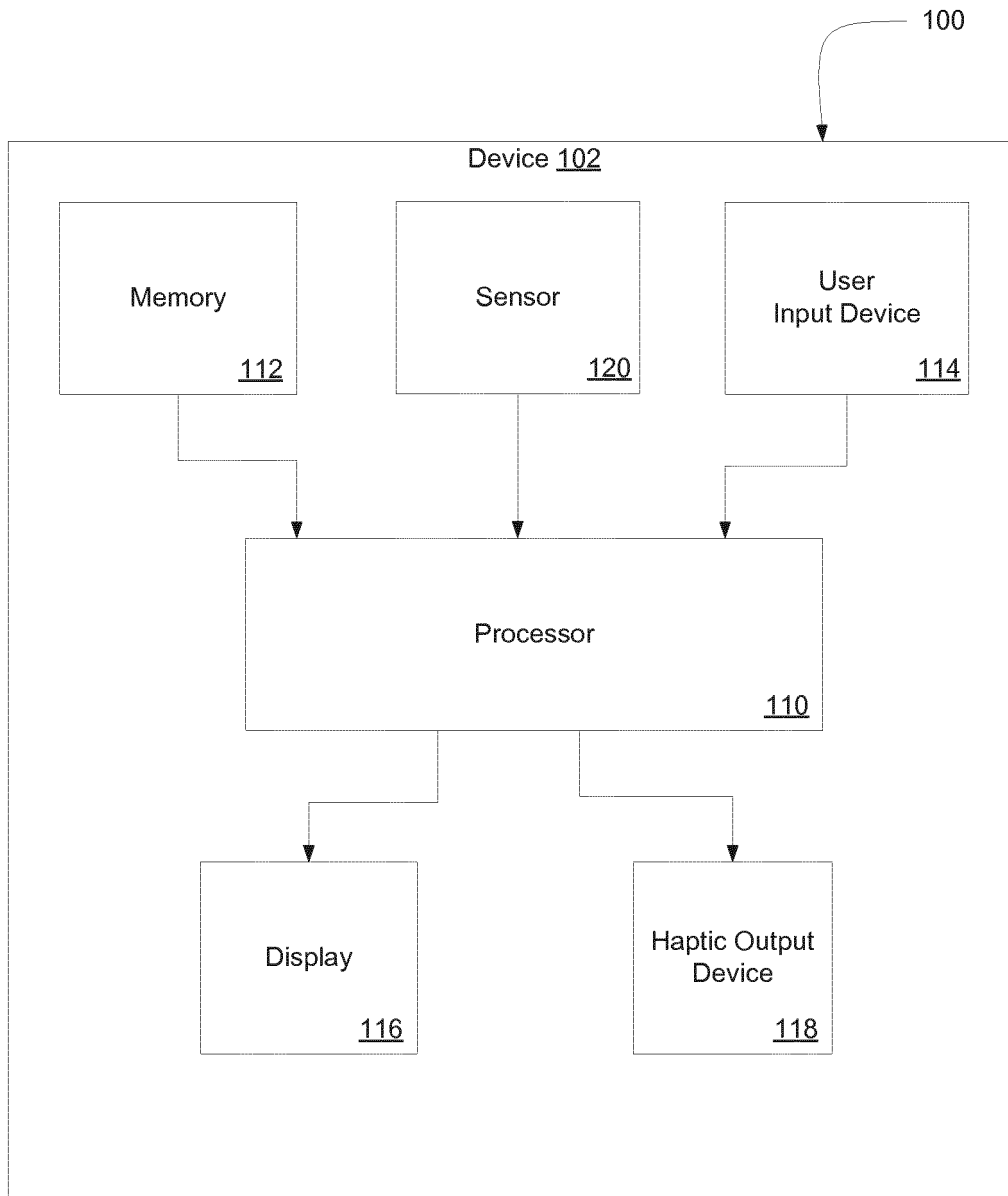 100
Device 102
Memory
112
Sensor
120
User
Input Device
114
Processor
110
Display
116
Haptic Output
Device
118